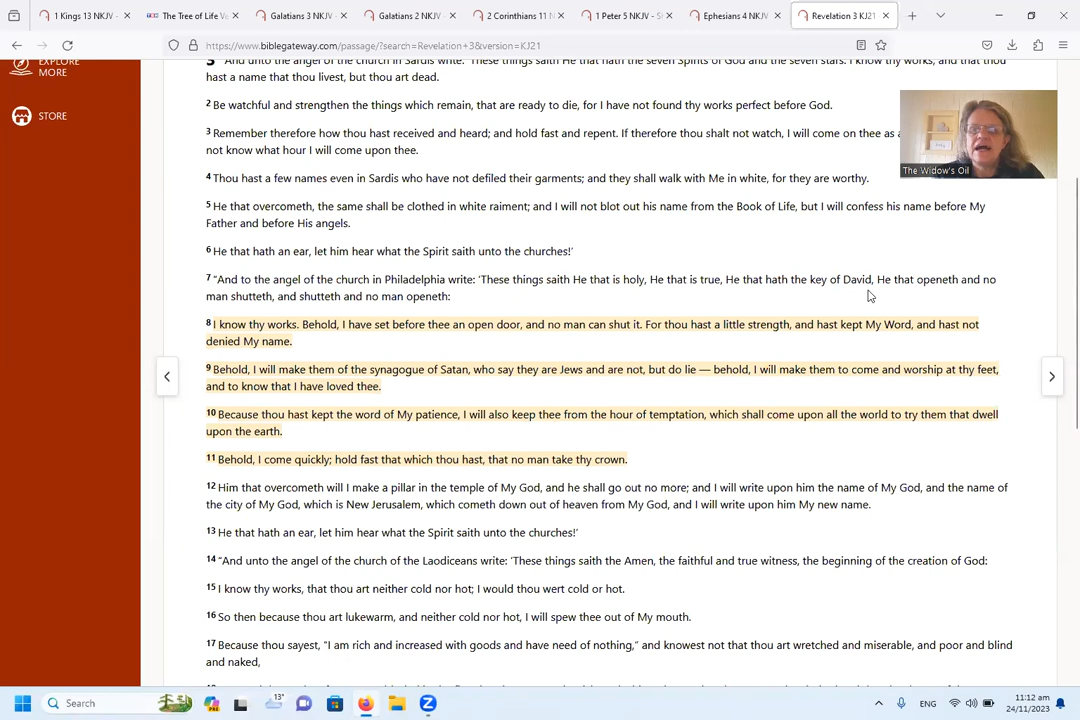 1 Kings 13 NKJV -
The Tree of Life Ve
Galatians 3 NKJV -
Galatians 2 NKJV -
2 Corinthians 11 N
1 Peter 5 NKJV - S
Ephesians 4 NKJV
Revelation 3 KJ21
https://www.biblegateway.com/passage/?search=Revelation+3&version=KJ21
EXPLORE
MORE
STORE
3 "And unto the angel of the church in Sardis write: 'These things saith He that hath the seven Spirits of God and the seven stars: I know thy works, and that thou
hast a name that thou livest, but thou art dead.
2 Be watchful and strengthen the things which remain, that are ready to die, for I have not found thy works perfect before God.
3 Remember therefore how thou hast received and heard; and hold fast and repent. If therefore thou shalt not watch, I will come on thee as a
not know what hour I will come upon thee.
4 Thou hast a few names even in Sardis who have not defiled their garments; and they shall walk with Me in white, for they are worthy.
5 He that overcometh, the same shall be clothed in white raiment; and I will not blot out his name from the Book of Life, but I will confess his name before My
Father and before His angels.
6 He that hath an ear, let him hear what the Spirit saith unto the churches!'
7 "And to the angel of the church in Philadelphia write: 'These things saith He that is holy, He that is true, He that hath the key of David, He that openeth and no
man shutteth, and shutteth and no man openeth:
8 I know thy works. Behold, I have set before thee an open door, and no man can shut it. For thou hast a little strength, and hast kept My Word, and hast not
denied My name.
9 Behold, I will make them of the synagogue of Satan, who say they are Jews and are not, but do lie — behold, I will make them to come and worship at thy feet,
and to know that I have loved thee.
10 Because thou hast kept the word of My patience, I will also keep thee from the hour of temptation, which shall come upon all the world to try them that dwell
upon the earth.
11 Behold, I come quickly; hold fast that which thou hast, that no man take thy crown.
12 Him that overcometh will I make a pillar in the temple of My God, and he shall go out no more; and I will write upon him the name of My God, and the name of
the city of My God, which is New Jerusalem, which cometh down out of heaven from My God, and I will write upon him My new name.
13 He that hath an ear, let him hear what the Spirit saith unto the churches!'
14 "And unto the angel of the church of the Laodiceans write: 'These things saith the Amen, the faithful and true witness, the beginning of the creation of God:
15 I know thy works, that thou art neither cold nor hot; I would thou wert cold or hot.
16 So then because thou art lukewarm, and neither cold nor hot, I will spew thee out of My mouth.
17 Because thou sayest, "I am rich and increased with goods and have need of nothing," and knowest not that thou art wretched and miserable, and poor and blind
and naked,
The Widow's Oil
Search
13°
ENG
11:12 am
24/11/2023